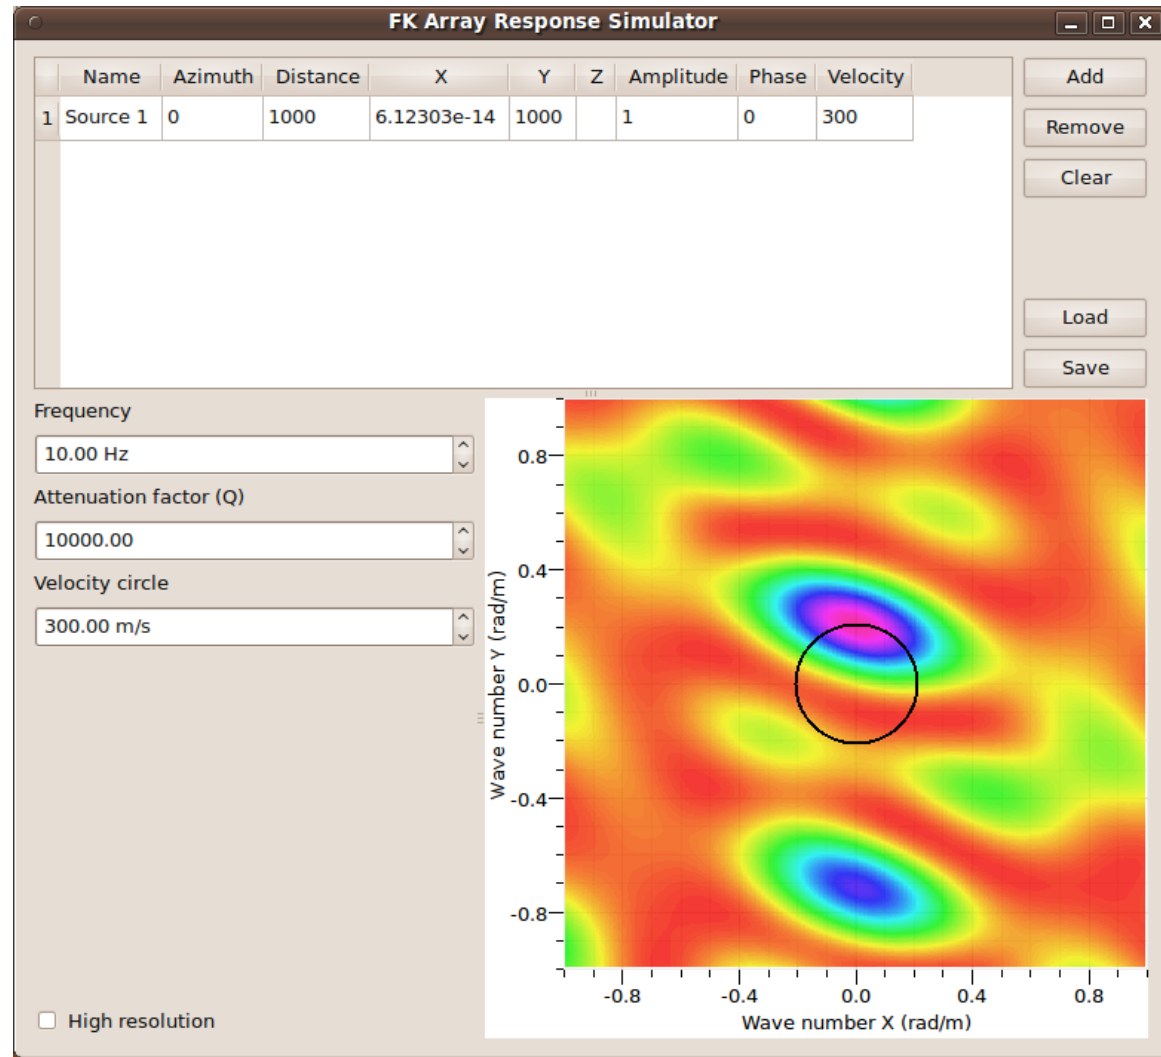 FK Array Response Simulator
Name Azimuth Distance X Y Z Amplitude Phase Velocity
1 Source 1 0 1000 6.12303e-14 1000 1 0 300
Add
Remove
Clear
Load
Save
Frequency
10.00 Hz
Attenuation factor (Q)
10000.00
Velocity circle
300.00 m/s
High resolution
Wave number Y (rad/m)
0.8
0.4
0.0
-0.4
-0.8
-0.8 -0.4 0.0 0.4 0.8
Wave number X (rad/m)